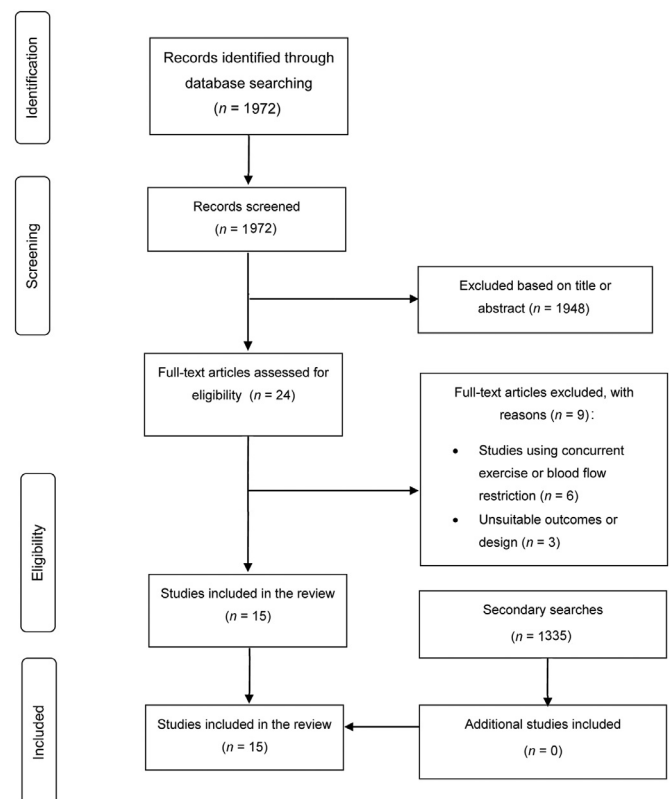 Identification
Records identified through
database searching
(n = 1972)
Screening
Records screened
(n = 1972)
Excluded based on title or
abstract (n = 1948)
Full-text articles assessed for
eligibility (n = 24)
Full-text articles excluded, with
reasons (n = 9):
• Studies using concurrent
exercise or blood flow
restriction (n = 6)
• Unsuitable outcomes or
design (n = 3)
Eligibility
Studies included in the review
(n = 15)
Secondary searches
(n = 1335)
Included
Studies included in the review
(n = 15)
Additional studies included
(n = 0)